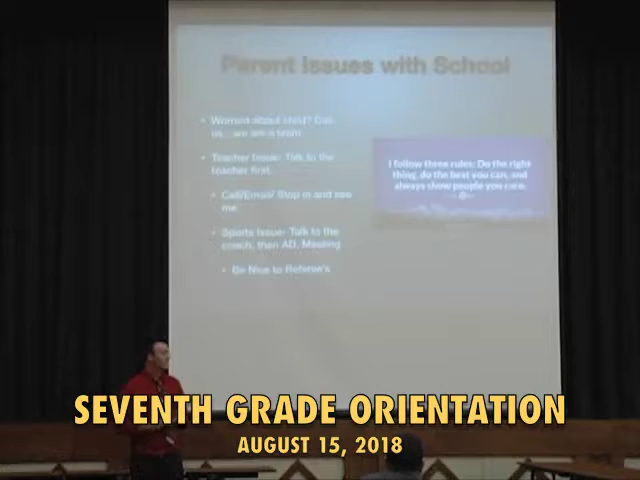 Parent Issues with School
• Worried about child? Call
us... we are a team.
• Teacher Issue- Talk to the
teacher first.
• Call/Email/ Stop in and see
me.
• Sports Issue- Talk to the
coach, then AD, Meeting
• Be Nice to Referee's
I follow three rules: Do the right
thing, do the best you can, and
always show people you care.
SEVENTH GRADE ORIENTATION
AUGUST 15, 2018